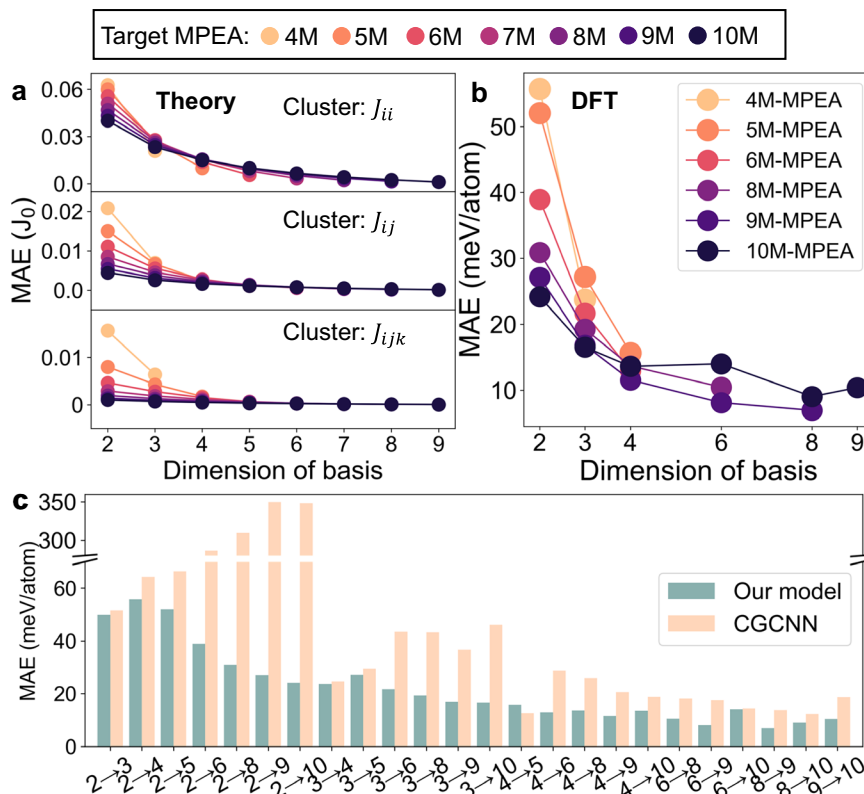 Target MPEA: 4M 5M 6M 7M 8M 9M 10M
a
Theory
Cluster: J_ii
0.06
0.03
0.0
Cluster: J_ij
0.02
0.01
0.0
Cluster: J_ijk
0.01
0
MAE (J_0)
2 3 4 5 6 7 8 9
Dimension of basis
b
DFT
4M-MPEA
5M-MPEA
6M-MPEA
8M-MPEA
9M-MPEA
10M-MPEA
50
40
30
20
10
MAE (meV/atom)
2 3 4 6 8 9
Dimension of basis
c
350
300
60
40
20
0
MAE (meV/atom)
Our model
CGCNN
2→3
2→4
2→5
2→6
2→8
2→9
2→10
3→4
3→5
3→6
3→8
3→9
3→10
4→5
4→6
4→8
4→9
4→10
6→8
6→9
6→10
8→9
8→10
9→10